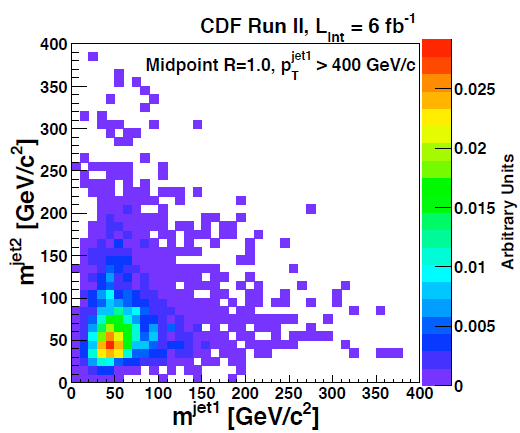 CDF Run II, L_int = 6 fb^-1
Midpoint R=1.0, p_T^jet1 > 400 GeV/c
400
350
300
250
200
150
100
50
0
m^jet2 [GeV/c^2]
0 50 100 150 200 250 300 350 400
m^jet1 [GeV/c^2]
0.025
0.02
0.015
0.01
0.005
0
Arbitrary Units